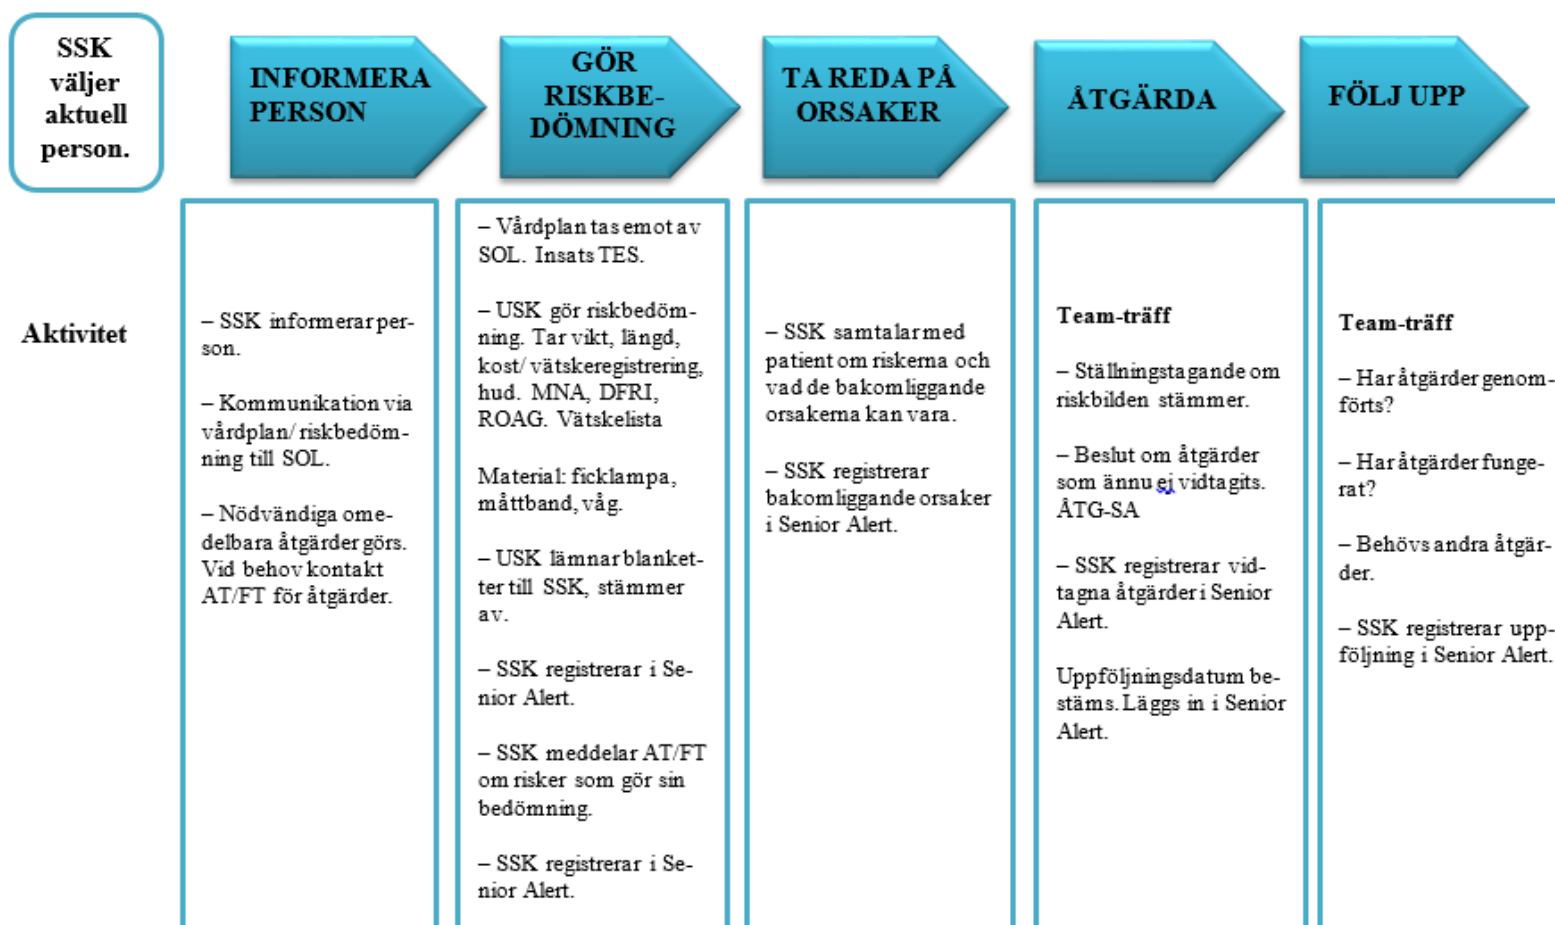 SSK
väljer
aktuell
person.
INFORMERA
PERSON
GÖR
RISKBE-
DÖMNING
TA REDA PÅ
ORSAKER
ÅTGÄRDA
FÖLJ UPP
Aktivitet
– SSK informerar per-
son.
– Kommunikation via
vårdplan/ riskbedöm-
ning till SOL.
– Nödvändiga ome-
delbara åtgärder görs.
Vid behov kontakt
AT/FT för åtgärder.
– Vårdplan tas emot av
SOL. Insats TES.
– USK gör riskbedöm-
ning. Tar vikt, längd,
kost/ vätskeregistrering,
hud. MNA, DFRI,
ROAG. Vätskelista
Material: ficklampa,
måttband, våg.
– USK lämnar blanket-
ter till SSK, stämmer
av.
– SSK registrerar i Se-
nior Alert.
– SSK meddelar AT/FT
om risker som gör sin
bedömning.
– SSK registrerar i Se-
nior Alert.
– SSK samtalar med
patient om riskerna och
vad de bakomliggande
orsakerna kan vara.
– SSK registrerar
bakomliggande orsaker
i Senior Alert.
Team-träff
– Ställningstagande om
riskbilden stämmer.
– Beslut om åtgärder
som ännu ej vidtagits.
ÅTG-SA
– SSK registrerar vid-
tagna åtgärder i Senior
Alert.
Uppföljningsdatum be-
stäms. Läggs in i Senior
Alert.
Team-träff
– Har åtgärder genom-
förts?
– Har åtgärder funge-
rat?
– Behövs andra åtgär-
der.
– SSK registrerar upp-
följning i Senior Alert.